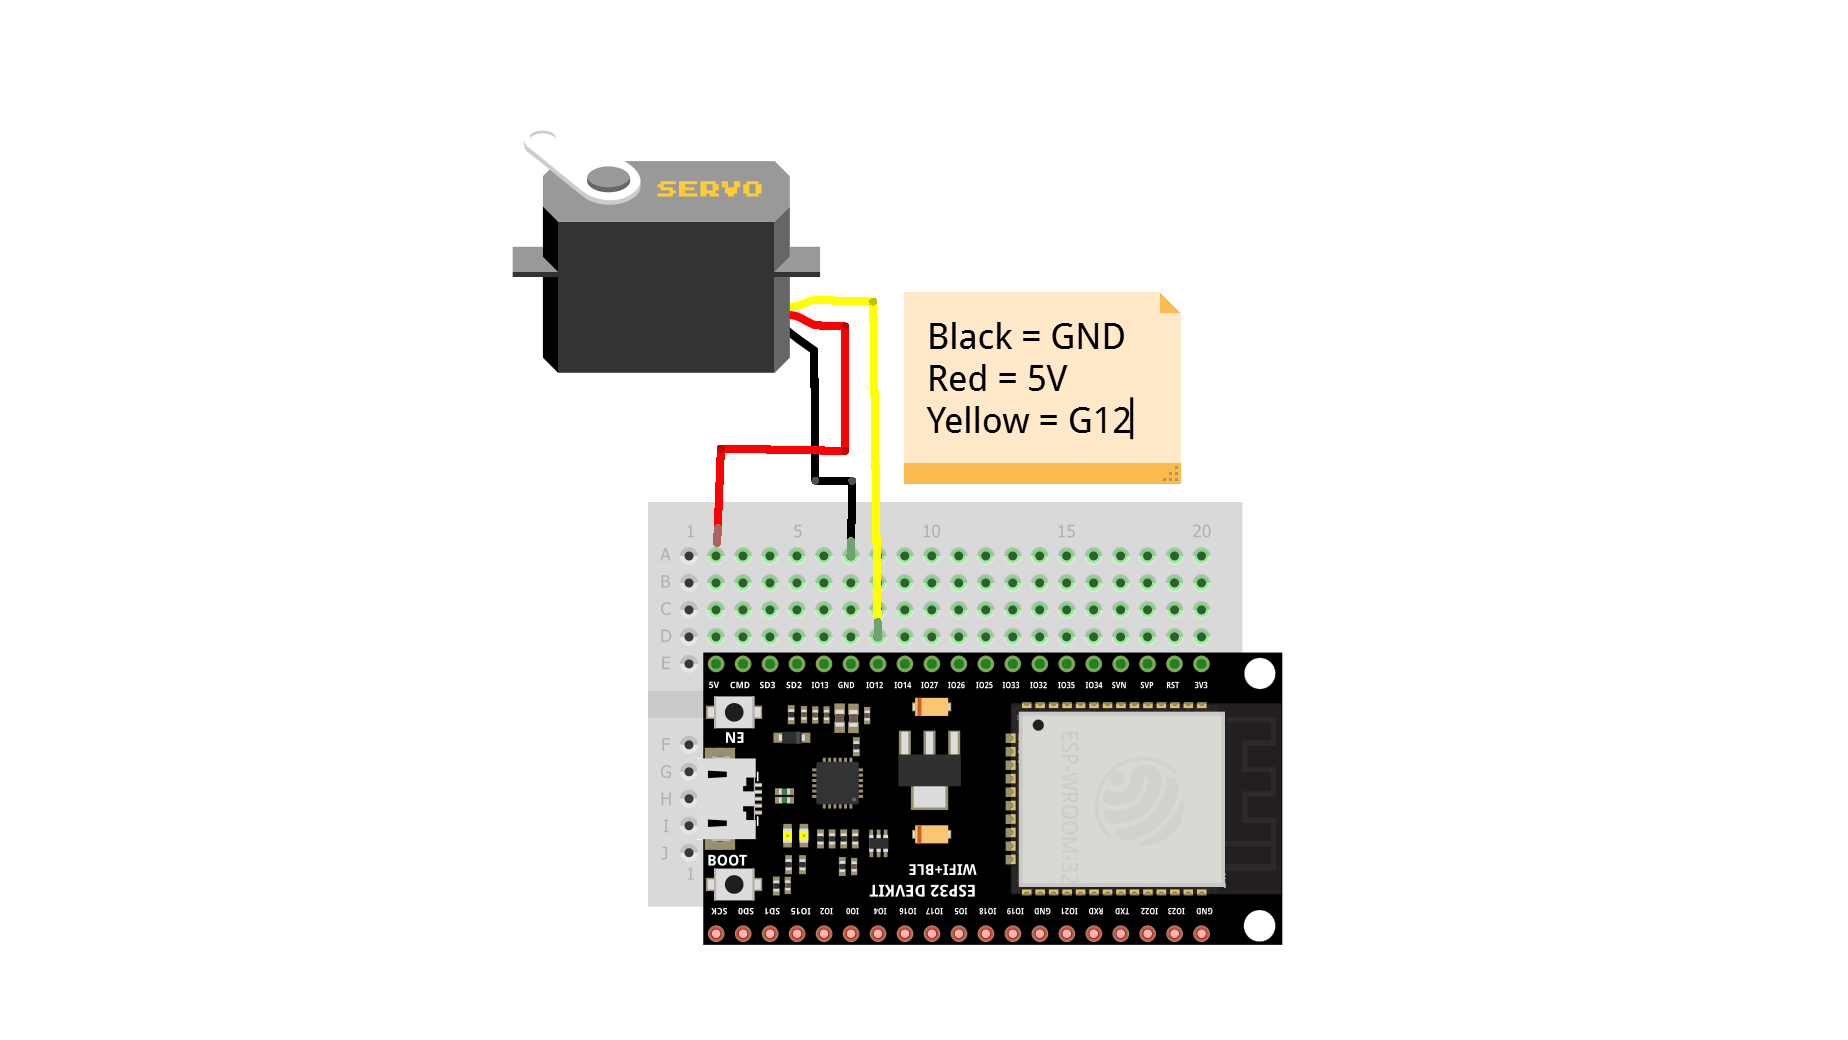 SERVO
Black = GND
Red = 5V
Yellow = G12
1 5 10 15 20
A
B
C
D
E
5V CMD SD3 SD2 IO13 GND IO12 IO14 IO27 IO26 IO25 IO33 IO32 IO35 IO34 SVN SVP RST 3V3
EN
F
G
H
I
J
1
BOOT
WIFI+BLE
ESP32 DEVKIT
ESP-WROOM-32
SCK SD0 SD1 IO15 IO2 IO0 IO4 IO16 IO17 IO5 IO18 IO19 GND IO21 RXD TXD IO22 IO23 GND